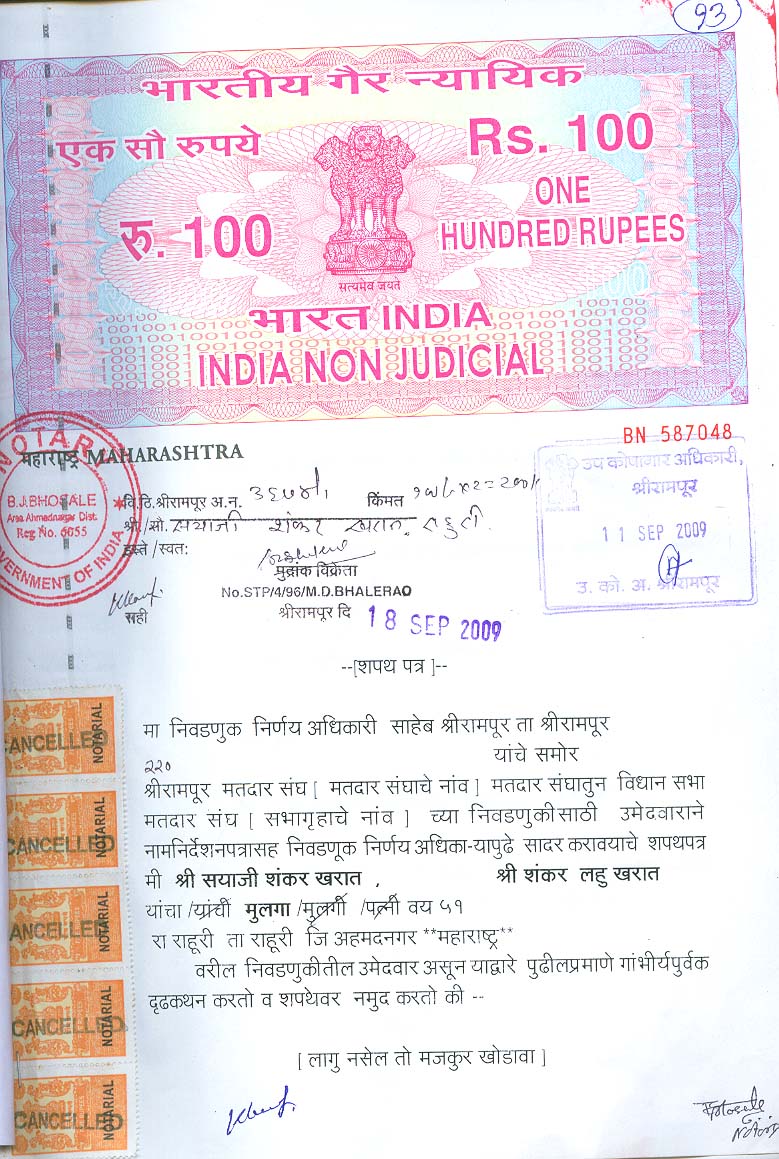 93
भारतीय गैर न्यायिक
एक सौ रुपये
Rs. 100
रु. 100
ONE
HUNDRED RUPEES
सत्यमेव जयते
भारत INDIA
INDIA NON JUDICIAL
BN 587048
महाराष्ट्र MAHARASHTRA
NOTARY
B.J.BHOSALE
Area Ahmednagar Dist.
Reg No. 6055
GOVERNMENT OF INDIA
उप कोषागार अधिकारी,
श्रीरामपूर
11 SEP 2009
उ. को. अ. श्रीरामपूर
वि.ठि.श्रीरामपूर अ.न. किंमत
श्री./सौ. सयाजी शंकर खरात. राहुरी.
हस्ते /स्वतः
मुद्रांक विक्रेता
No.STP/4/96/M.D.BHALERAO
सही
श्रीरामपूर दि 18 SEP 2009
--[शपथ पत्र ]--
मा निवडणुक निर्णय अधिकारी साहेब श्रीरामपूर ता श्रीरामपूर
यांचे समोर
२२०
श्रीरामपूर मतदार संघ [ मतदार संघाचे नांव ] मतदार संघातुन विधान सभा
मतदार संघ [ सभागृहाचे नांव ] च्या निवडणुकीसाठी उमेदवाराने
नामनिर्देशनपत्रासह निवडणूक निर्णय अधिका-यापुढे सादर करावयाचे शपथपत्र
मी श्री सयाजी शंकर खरात , श्री शंकर लहु खरात
यांचा /यांची मुलगा /मुलगी /पत्नी वय ५१
रा राहूरी ता राहूरी जि अहमदनगर **महाराष्ट्र**
वरील निवडणुकीतील उमेदवार असून याद्वारे पुढीलप्रमाणे गांभीर्यपुर्वक
दृढकथन करतो व शपथेवर नमुद करतो की --
[ लागु नसेल तो मजकुर खोडावा ]
CANCELLED NOTARIAL
CANCELLED NOTARIAL
CANCELLED NOTARIAL
CANCELLED NOTARIAL
CANCELLED NOTARIAL